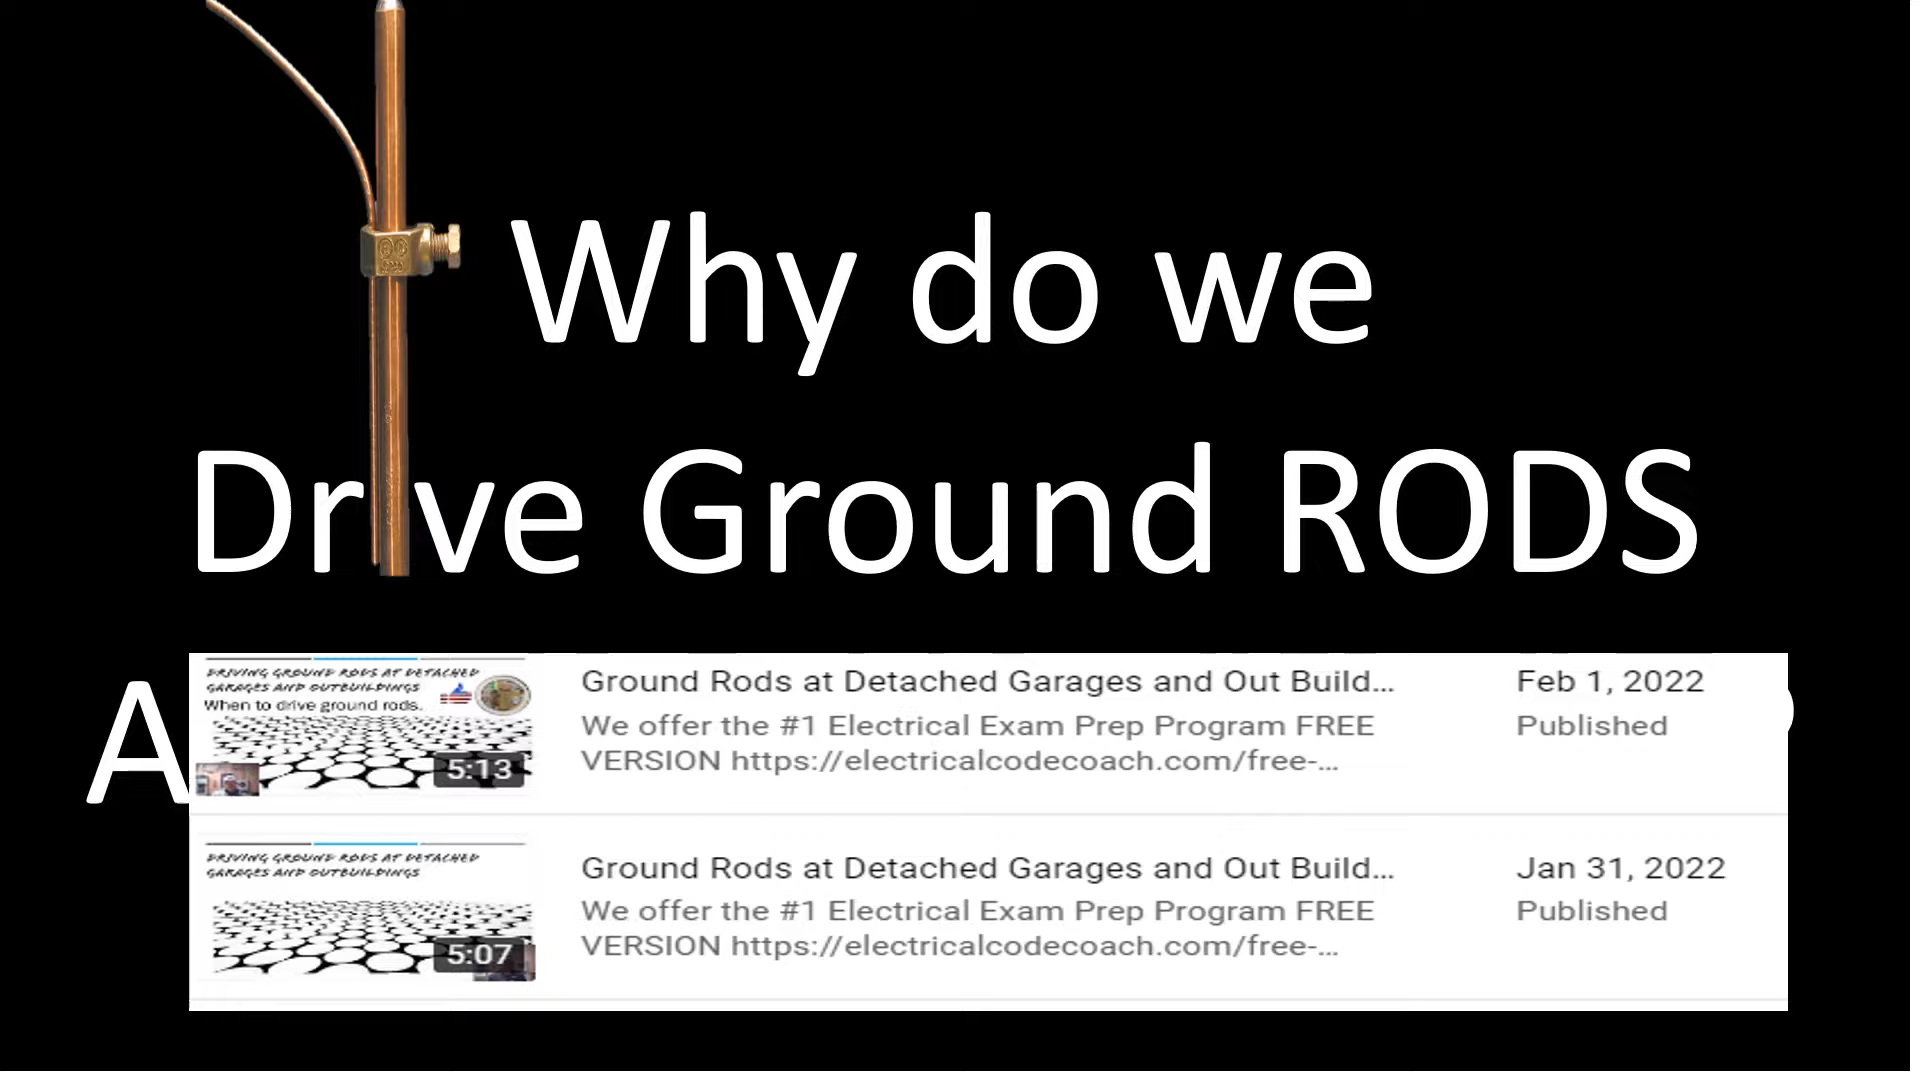 Why do we
Drive Ground RODS
A
DRIVING GROUND RODS AT DETACHED
GARAGES AND OUTBUILDINGS
When to drive ground rods.
5:13
Ground Rods at Detached Garages and Out Build...
We offer the #1 Electrical Exam Prep Program FREE
VERSION https://electricalcodecoach.com/free-...
Feb 1, 2022
Published
DRIVING GROUND RODS AT DETACHED
GARAGES AND OUTBUILDINGS
5:07
Ground Rods at Detached Garages and Out Build...
We offer the #1 Electrical Exam Prep Program FREE
VERSION https://electricalcodecoach.com/free-...
Jan 31, 2022
Published